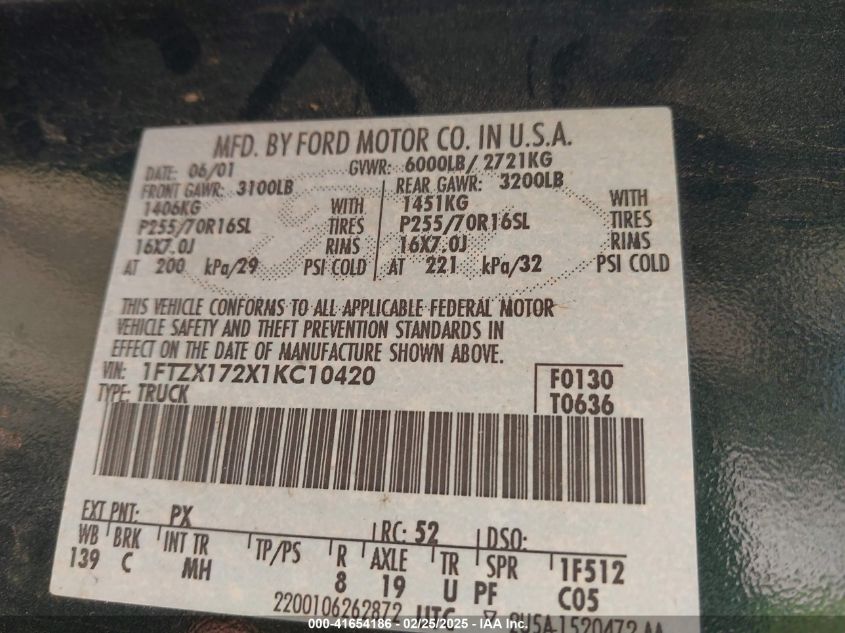 MFD. BY FORD MOTOR CO. IN U.S.A.
DATE: 06/01 GVWR: 6000LB/ 2721KG
FRONT GAWR: 3100LB REAR GAWR: 3200LB
1406KG WITH 1451KG WITH
P255/70R16SL TIRES P255/70R16SL TIRES
16X7.0J RIMS 16X7.0J RIMS
AT 200 kPa/29 PSI COLD AT 221 kPa/32 PSI COLD
THIS VEHICLE CONFORMS TO ALL APPLICABLE FEDERAL MOTOR
VEHICLE SAFETY AND THEFT PREVENTION STANDARDS IN
EFFECT ON THE DATE OF MANUFACTURE SHOWN ABOVE.
VIN: 1FTZX172X1KC10420 F0130
TYPE: TRUCK T0636
EXT PNT: PX RC: 52 DSO:
WB BRK INT TR TP/PS R AXLE TR SPR 1F512
139 C MH 8 19 U PF C05
2200106262872 UTC
000-41654186 - 02/25/2025 - IAA Inc.